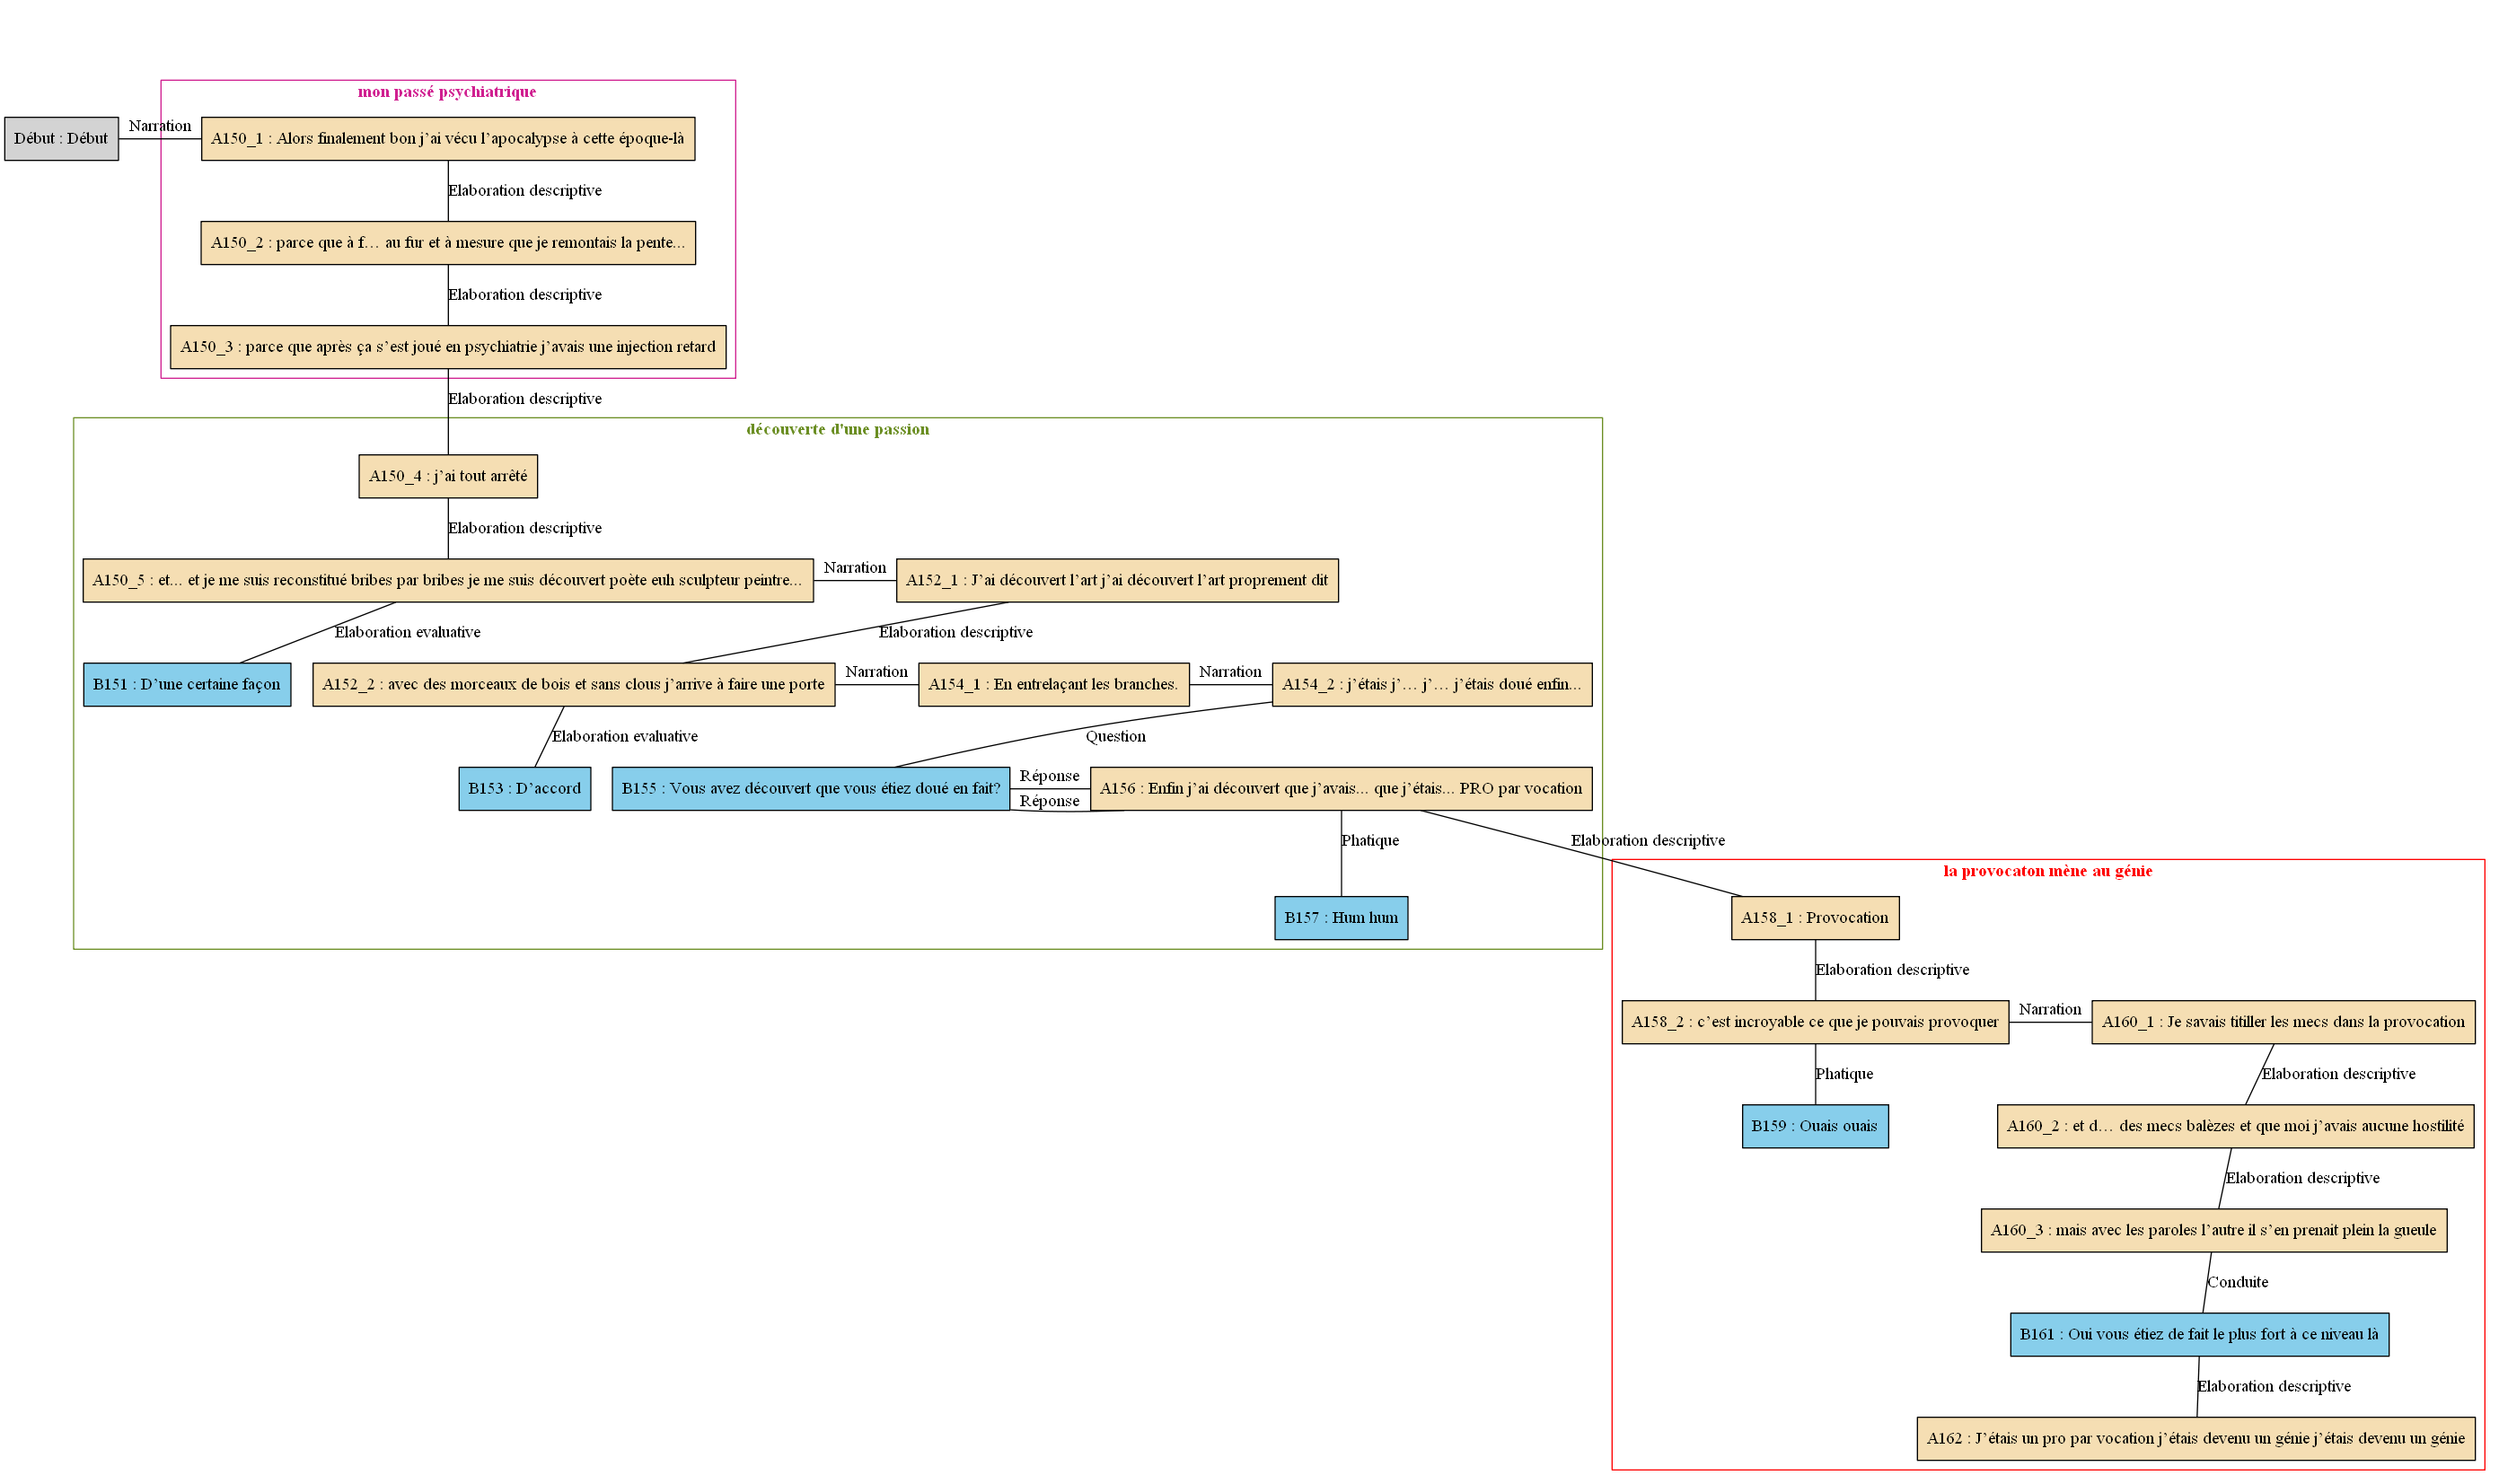 mon passé psychiatrique
Début : Début
Narration
A150_1 : Alors finalement bon j’ai vécu l’apocalypse à cette époque-là
Elaboration descriptive
A150_2 : parce que à f… au fur et à mesure que je remontais la pente...
Elaboration descriptive
A150_3 : parce que après ça s’est joué en psychiatrie j’avais une injection retard
Elaboration descriptive
découverte d'une passion
A150_4 : j’ai tout arrêté
Elaboration descriptive
A150_5 : et... et je me suis reconstitué bribes par bribes je me suis découvert poète euh sculpteur peintre...
Narration
A152_1 : J’ai découvert l’art j’ai découvert l’art proprement dit
Elaboration evaluative
Elaboration descriptive
B151 : D’une certaine façon
A152_2 : avec des morceaux de bois et sans clous j’arrive à faire une porte
Narration
A154_1 : En entrelaçant les branches.
Narration
A154_2 : j’étais j’… j’… j’étais doué enfin...
Elaboration evaluative
Question
B153 : D’accord
B155 : Vous avez découvert que vous étiez doué en fait?
Réponse
Réponse
A156 : Enfin j’ai découvert que j’avais... que j’étais... PRO par vocation
Phatique
Elaboration descriptive
la provocaton mène au génie
B157 : Hum hum
A158_1 : Provocation
Elaboration descriptive
A158_2 : c’est incroyable ce que je pouvais provoquer
Narration
A160_1 : Je savais titiller les mecs dans la provocation
Phatique
Elaboration descriptive
B159 : Ouais ouais
A160_2 : et d… des mecs balèzes et que moi j’avais aucune hostilité
Elaboration descriptive
A160_3 : mais avec les paroles l’autre il s’en prenait plein la gueule
Conduite
B161 : Oui vous étiez de fait le plus fort à ce niveau là
Elaboration descriptive
A162 : J’étais un pro par vocation j’étais devenu un génie j’étais devenu un génie